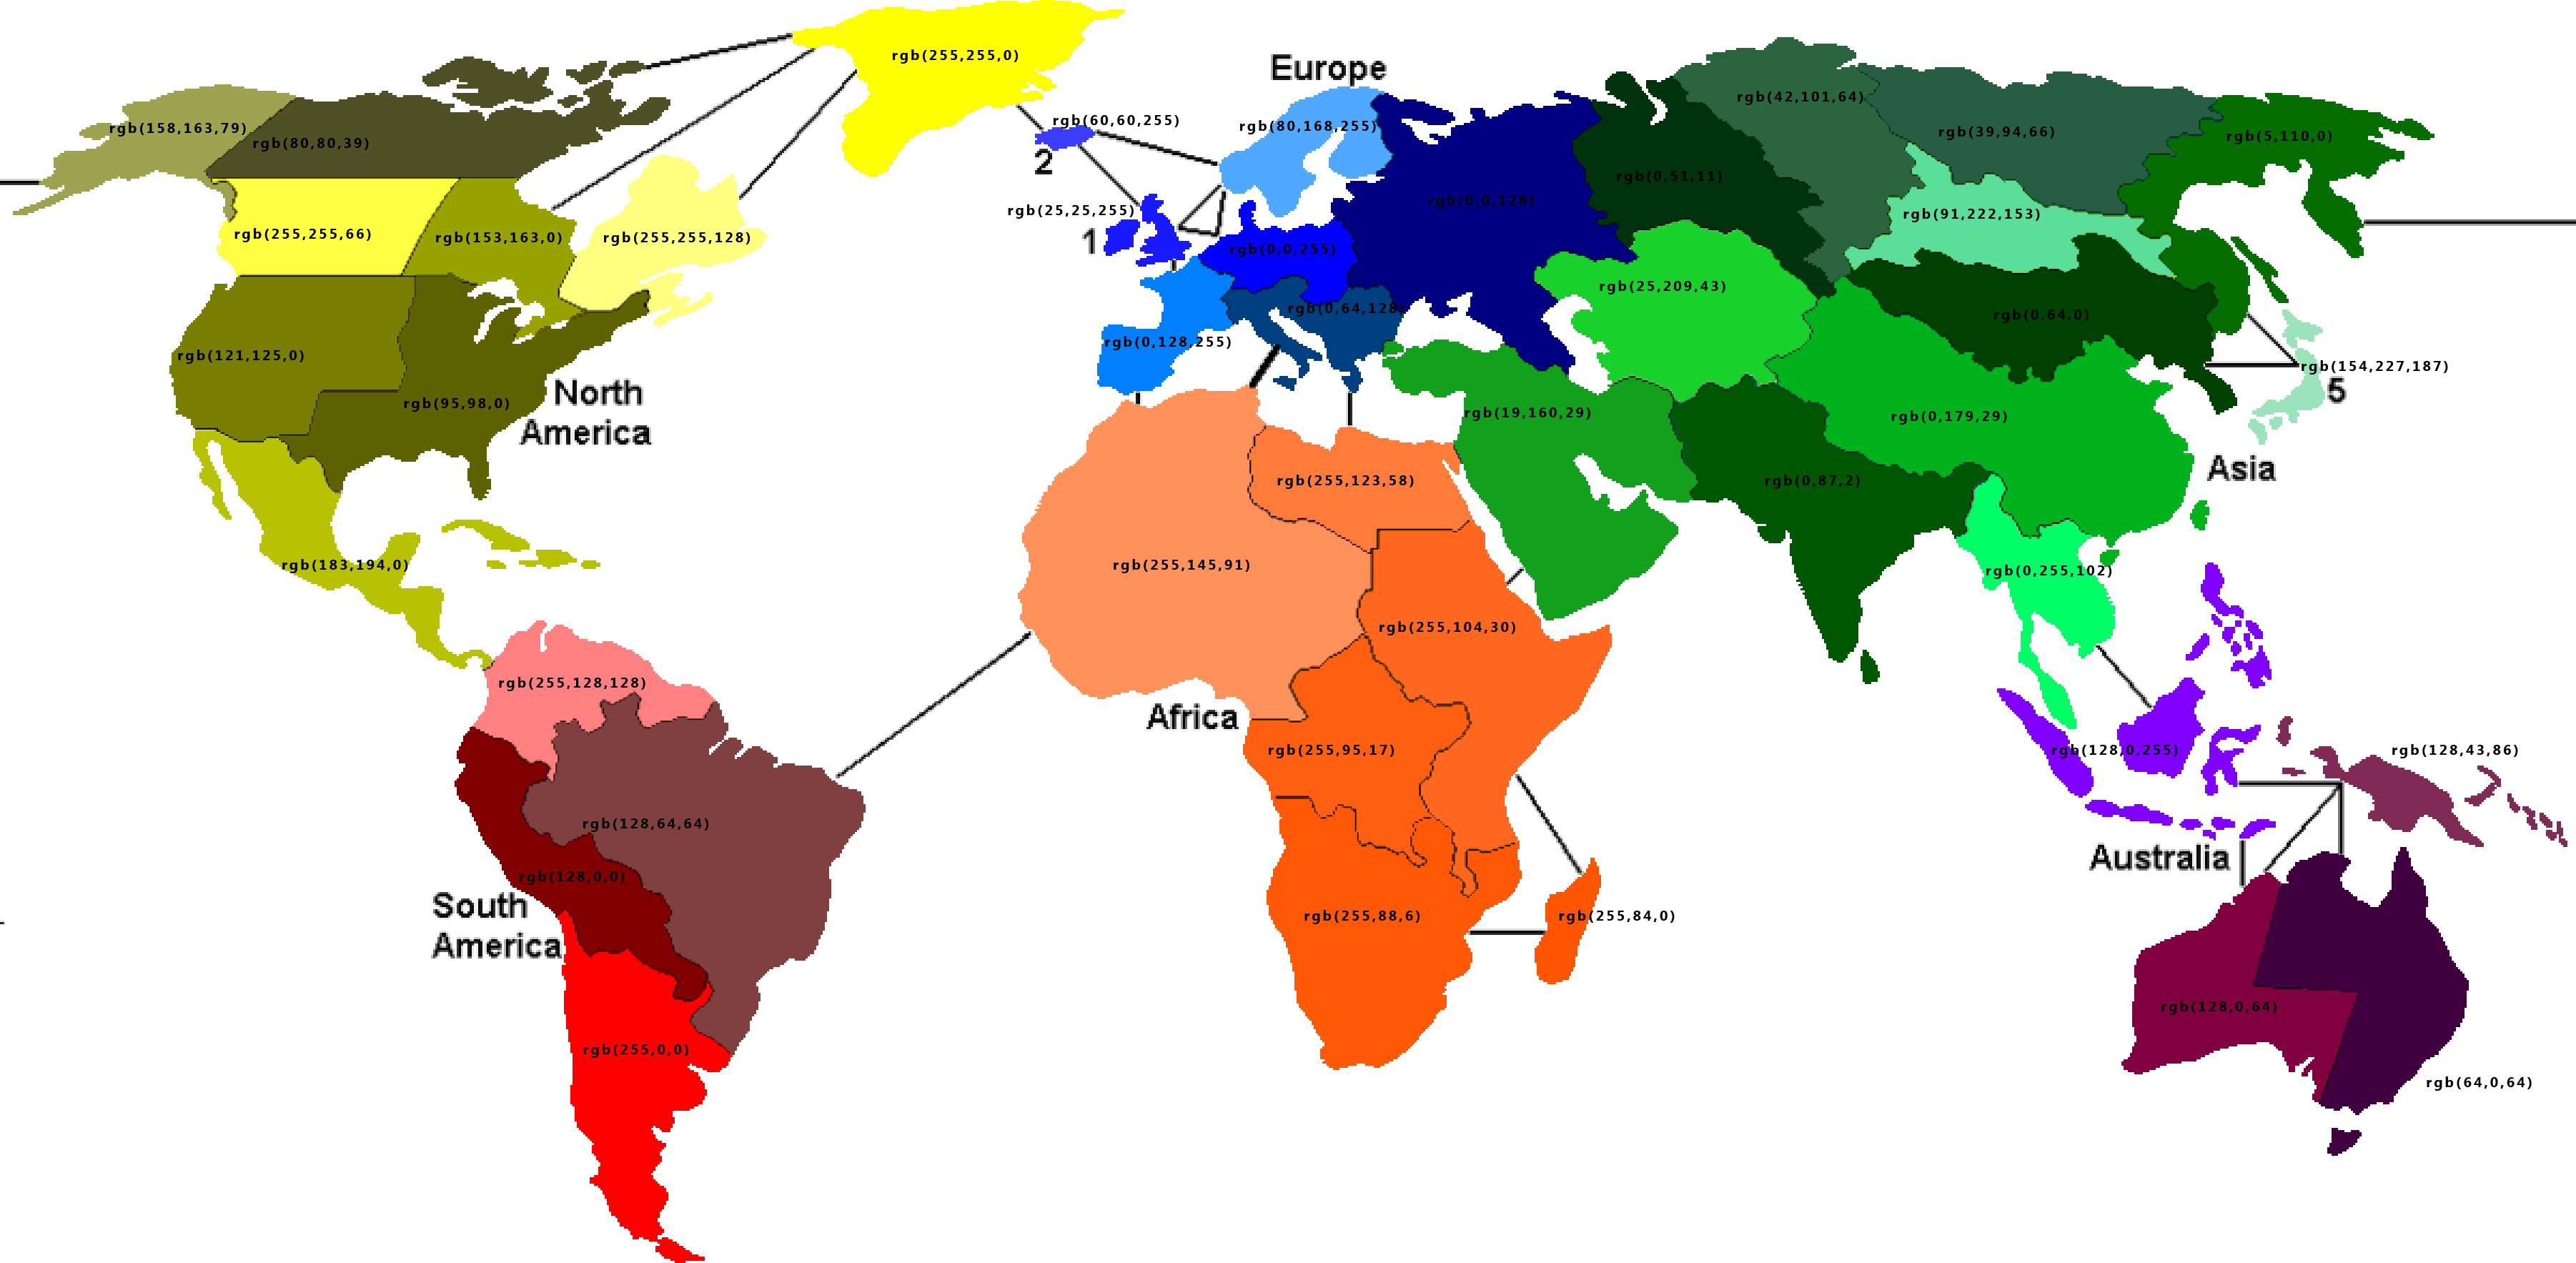 rgb(255,255,0)
Europe
rgb(42,101,64)
rgb(60,60,255)
rgb(80,168,255)
rgb(158,163,79)
rgb(80,80,39)
rgb(39,94,66)
rgb(5,110,0)
2
rgb(0,51,11)
rgb(0,0,128)
rgb(25,25,255)
rgb(91,222,153)
rgb(255,255,66)
rgb(153,163,0)
rgb(255,255,128)
1
rgb(0,0,255)
rgb(25,209,43)
rgb(0,64,128)
rgb(0,64,0)
rgb(0,128,255)
rgb(121,125,0)
rgb(154,227,187)
5
North
America
rgb(95,98,0)
rgb(19,160,29)
rgb(0,179,29)
Asia
rgb(255,123,58)
rgb(0,87,2)
rgb(183,194,0)
rgb(255,145,91)
rgb(0,255,102)
rgb(255,104,30)
rgb(255,128,128)
Africa
rgb(255,95,17)
rgb(128,0,255)
rgb(128,43,86)
rgb(128,64,64)
Australia
rgb(128,0,0)
South
America
rgb(255,88,6)
rgb(255,84,0)
rgb(128,0,64)
rgb(255,0,0)
rgb(64,0,64)